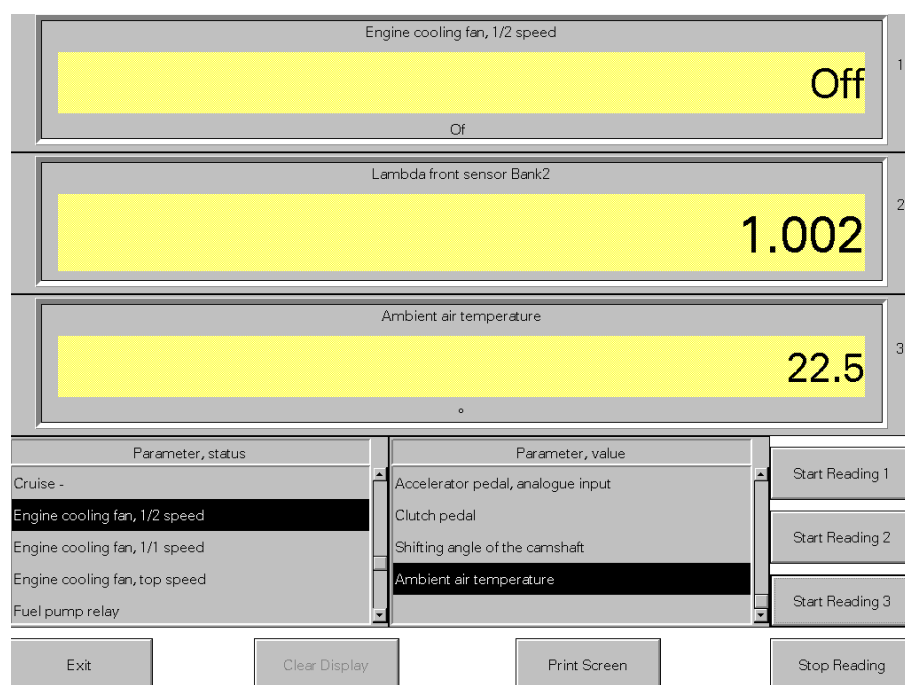 Engine cooling fan, 1/2 speed
1
Off
Of
Lambda front sensor Bank2
2
1.002
Ambient air temperature
3
22.5
°
Parameter, status
Cruise -
Engine cooling fan, 1/2 speed
Engine cooling fan, 1/1 speed
Engine cooling fan, top speed
Fuel pump relay
Parameter, value
Accelerator pedal, analogue input
Clutch pedal
Shifting angle of the camshaft
Ambient air temperature
Start Reading 1
Start Reading 2
Start Reading 3
Exit
Clear Display
Print Screen
Stop Reading